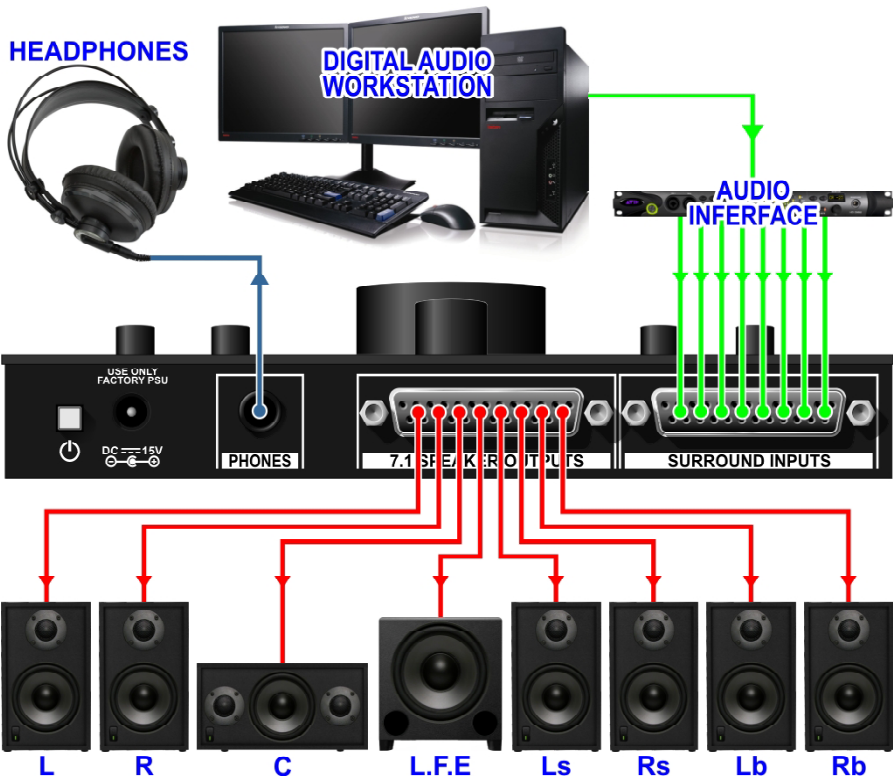 HEADPHONES
DIGITAL AUDIO
WORKSTATION
AUDIO
INFERFACE
USE ONLY
FACTORY PSU
DC 15V
PHONES
7.1 SPEAKER OUTPUTS
SURROUND INPUTS
L
R
C
L.F.E
Ls
Rs
Lb
Rb